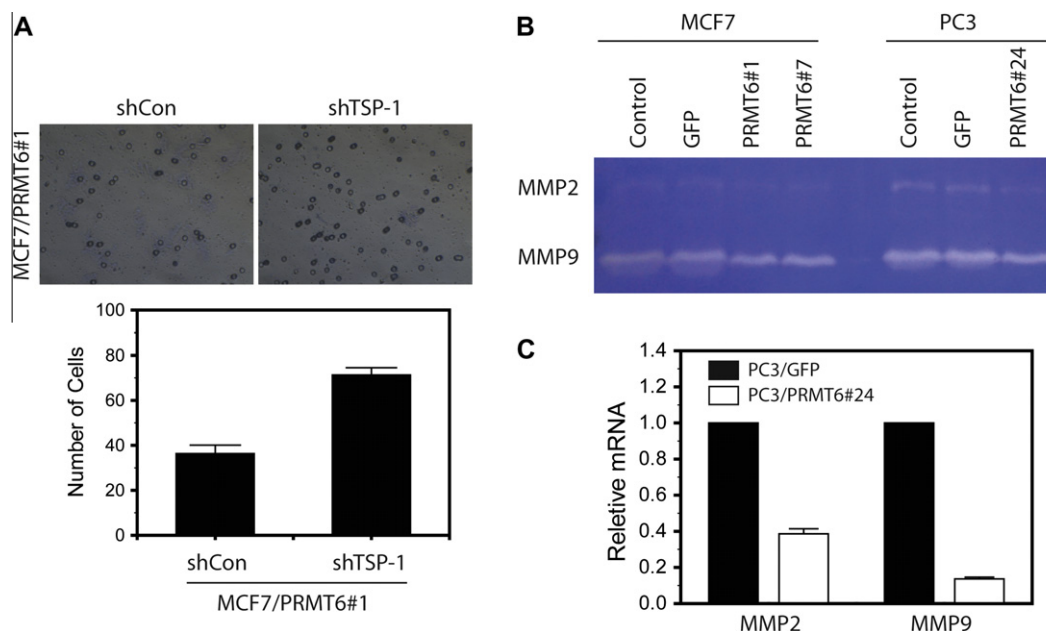 A
shCon shTSP-1
MCF7/PRMT6#1
100
80
60
40
20
0
Number of Cells
shCon shTSP-1
MCF7/PRMT6#1
B
MCF7 PC3
Control GFP PRMT6#1 PRMT6#7 Control GFP PRMT6#24
MMP2
MMP9
C
1.4
1.2
1.0
0.8
0.6
0.4
0.2
0.0
Reletive mRNA
PC3/GFP
PC3/PRMT6#24
MMP2 MMP9